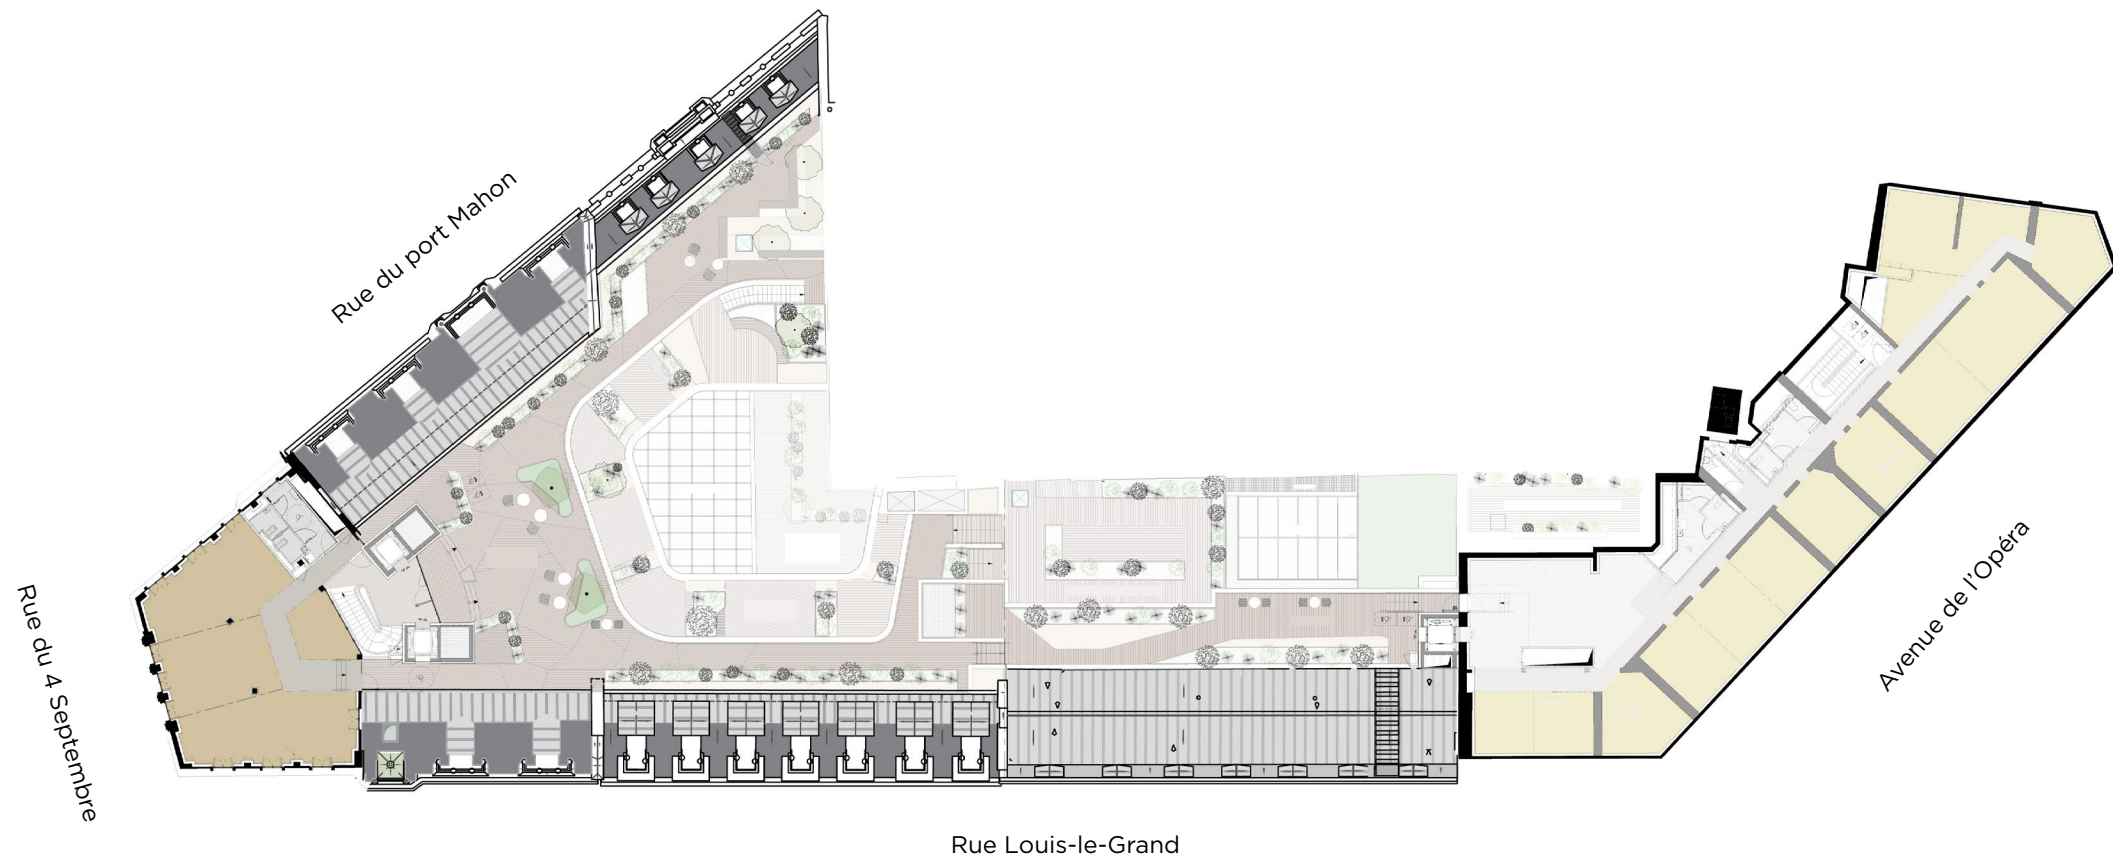 Rue du port Mahon
Rue du 4 Septembre
Avenue de l'Opéra
Rue Louis-le-Grand